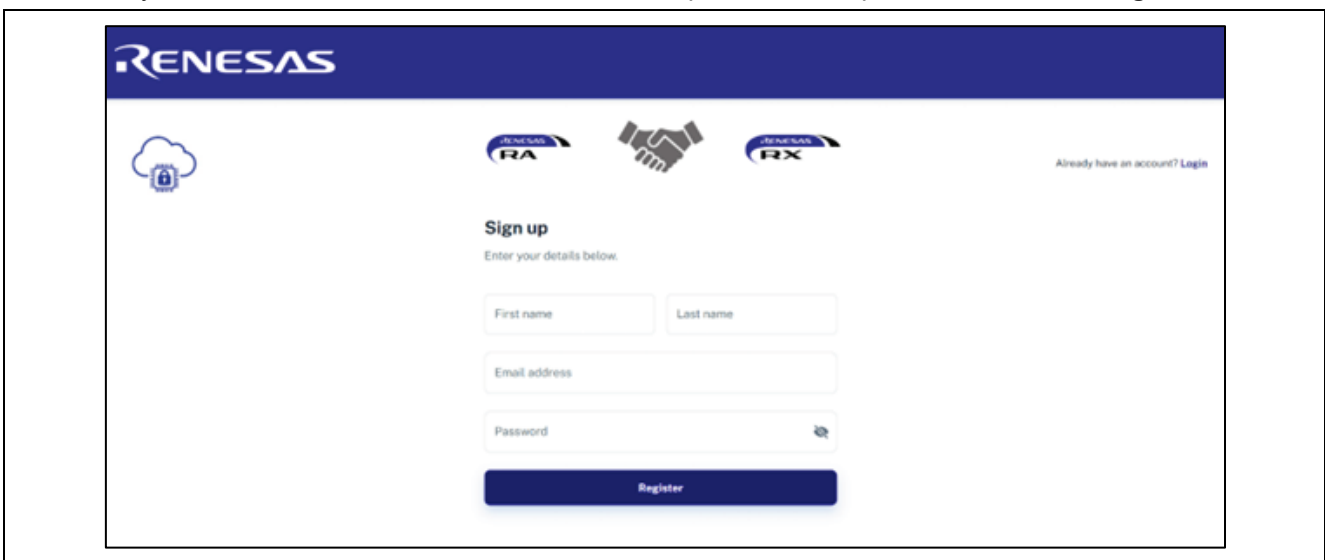 RENESAS
RENESAS
RA
RENESAS
RX
Already have an account? Login
Sign up
Enter your details below.
First name
Last name
Email address
Password
Register